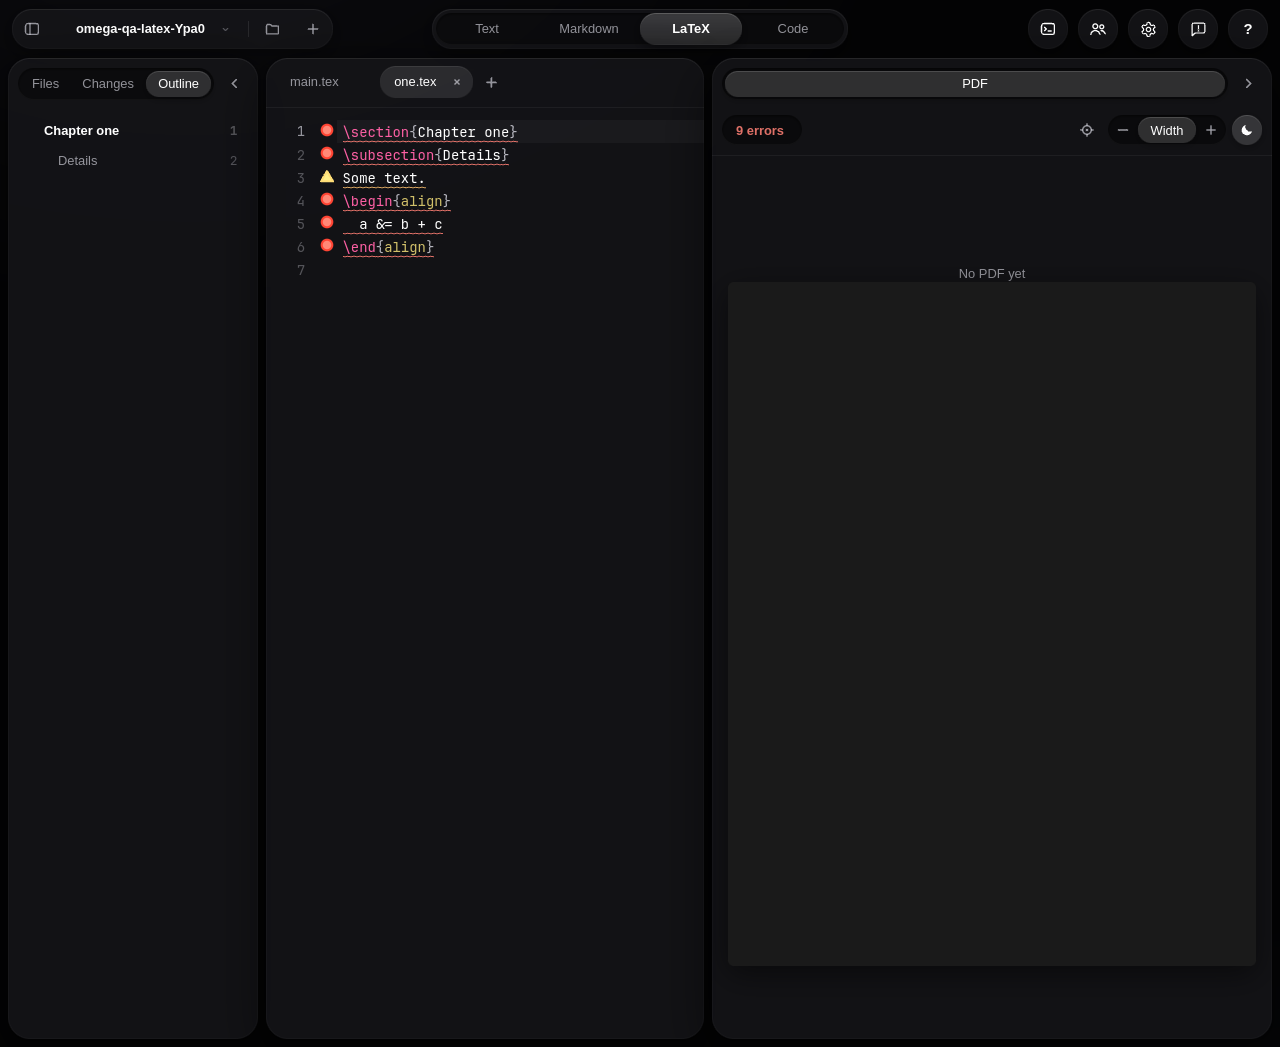 omega-qa-latex-Ypa0
Text Markdown LaTeX Code
?
Files Changes Outline
Chapter one 1
Details 2
main.tex one.tex ×
1 \section{Chapter one}
2 \subsection{Details}
3 Some text.
4 \begin{align}
5   a &= b + c
6 \end{align}
7
PDF
9 errors
Width
No PDF yet